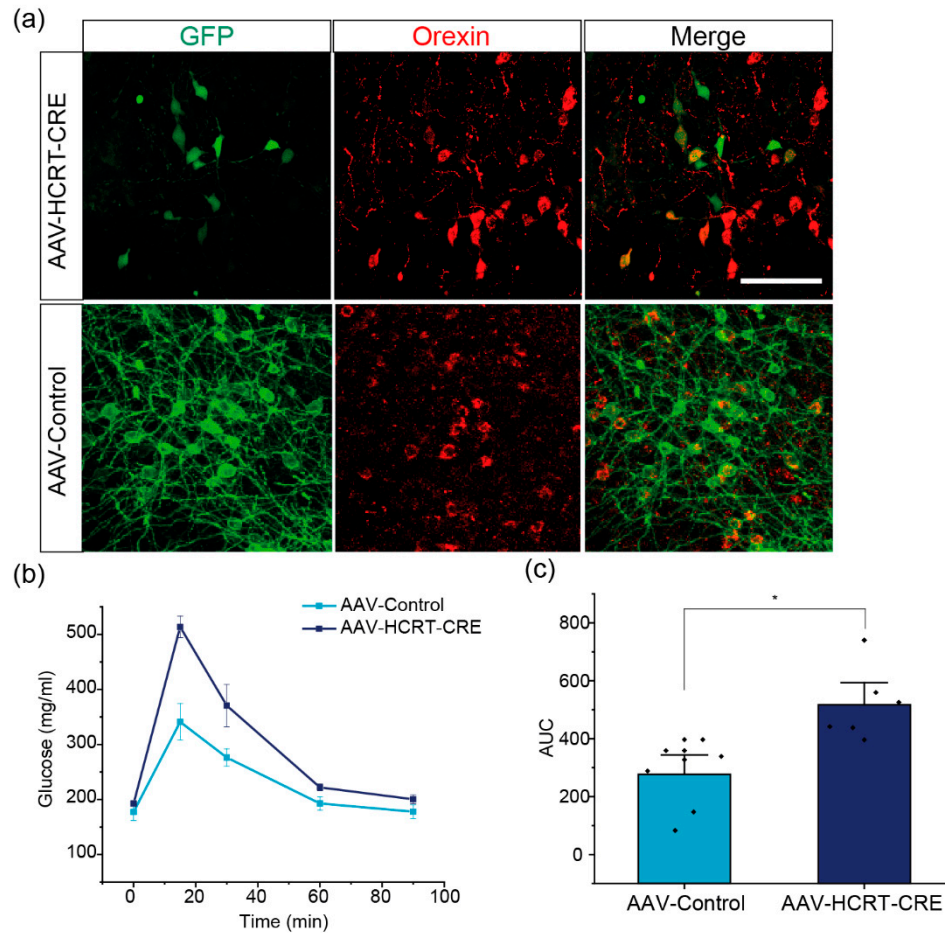 (a)
GFP Orexin Merge
AAV-HCRT-CRE
AAV-Control
(b)
AAV-Control
AAV-HCRT-CRE
Glucose (mg/ml)
500
400
300
200
100
0 20 40 60 80 100
Time (min)
(c)
*
AUC
800
600
400
200
0
AAV-Control AAV-HCRT-CRE